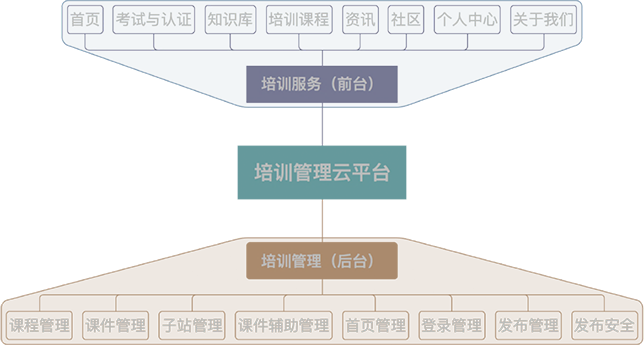 首页 考试与认证 知识库 培训课程 资讯 社区 个人中心 关于我们
培训服务（前台）
培训管理云平台
培训管理（后台）
课程管理 课件管理 子站管理 课件辅助管理 首页管理 登录管理 发布管理 发布安全